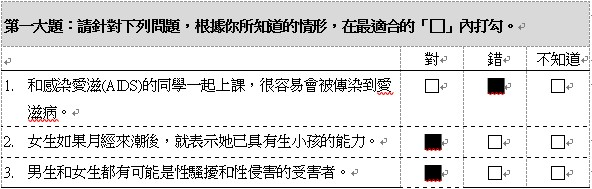 第一大題：請針對下列問題，根據你所知道的情形，在最適合的「□」內打勾。
對 錯 不知道
1. 和感染愛滋(AIDS)的同學一起上課，很容易會被傳染到愛 □ ■ □
滋病。
2. 女生如果月經來潮後，就表示她已具有生小孩的能力。 ■ □ □
3. 男生和女生都有可能是性騷擾和性侵害的受害者。 ■ □ □